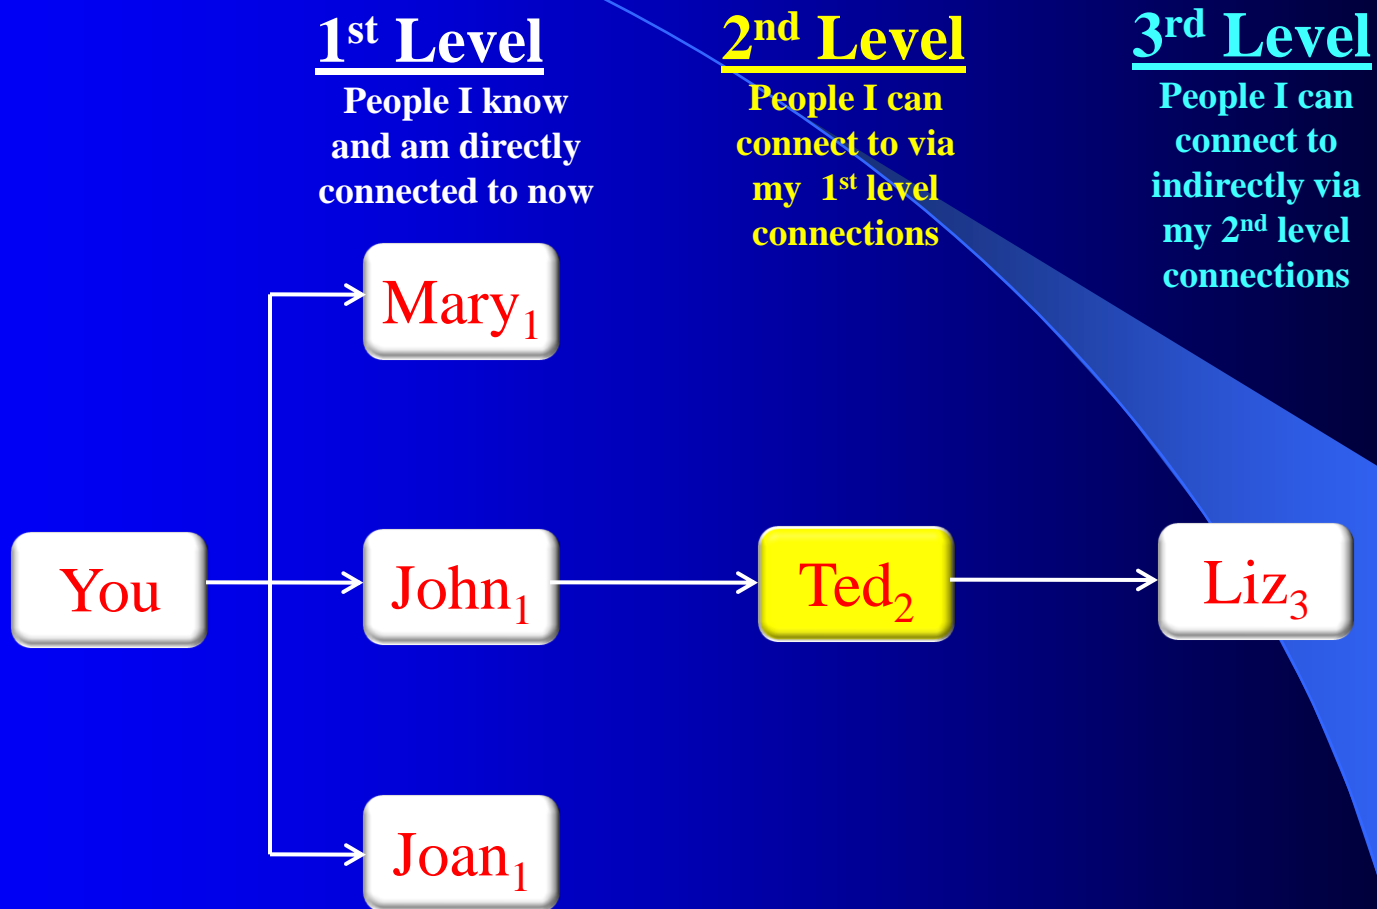 1st Level
People I know
and am directly
connected to now
2nd Level
People I can
connect to via
my 1st level
connections
3rd Level
People I can
connect to
indirectly via
my 2nd level
connections
Mary1
You
John1
Ted2
Liz3
Joan1